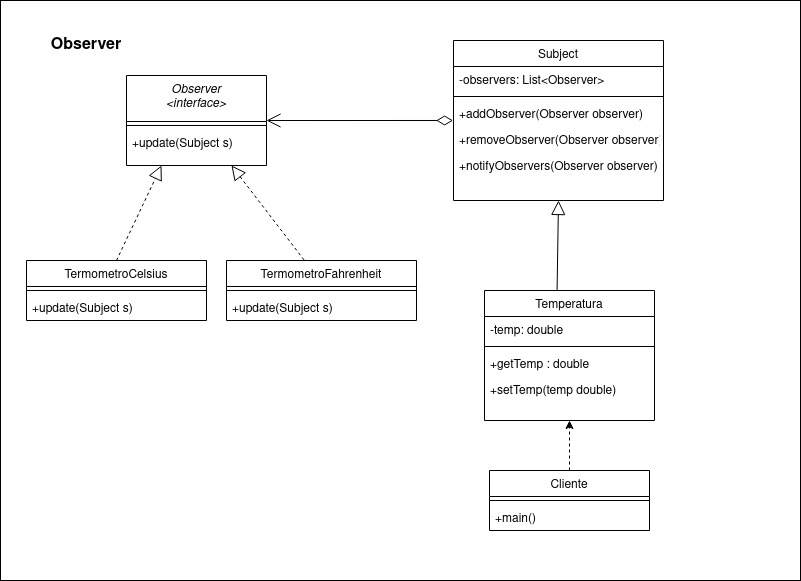 Observer
Observer
<interface>
+update(Subject s)
Subject
-observers: List<Observer>
+addObserver(Observer observer)
+removeObserver(Observer observer
+notifyObservers(Observer observer)
TermometroCelsius
+update(Subject s)
TermometroFahrenheit
+update(Subject s)
Temperatura
-temp: double
+getTemp : double
+setTemp(temp double)
Cliente
+main()